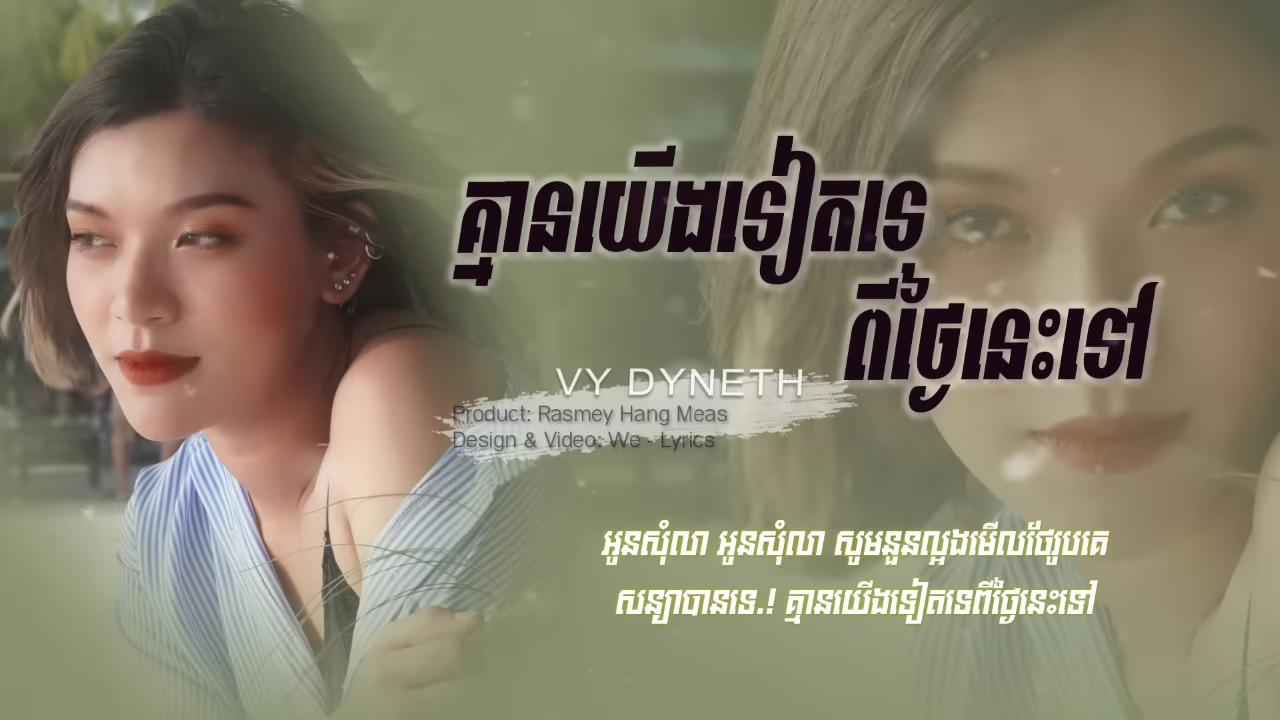 គ្មានយើងទៀតទេ
ពីថ្ងៃនេះទៅ
VY DYNETH
Product: Rasmey Hang Meas
Design & Video: We - Lyrics
អូនសុំលា អូនសុំលា សូមនួនល្អងមើលថែរូបគេ
សន្យាបានទេ.! គ្មានយើងទៀតទេពីថ្ងៃនេះទៅ